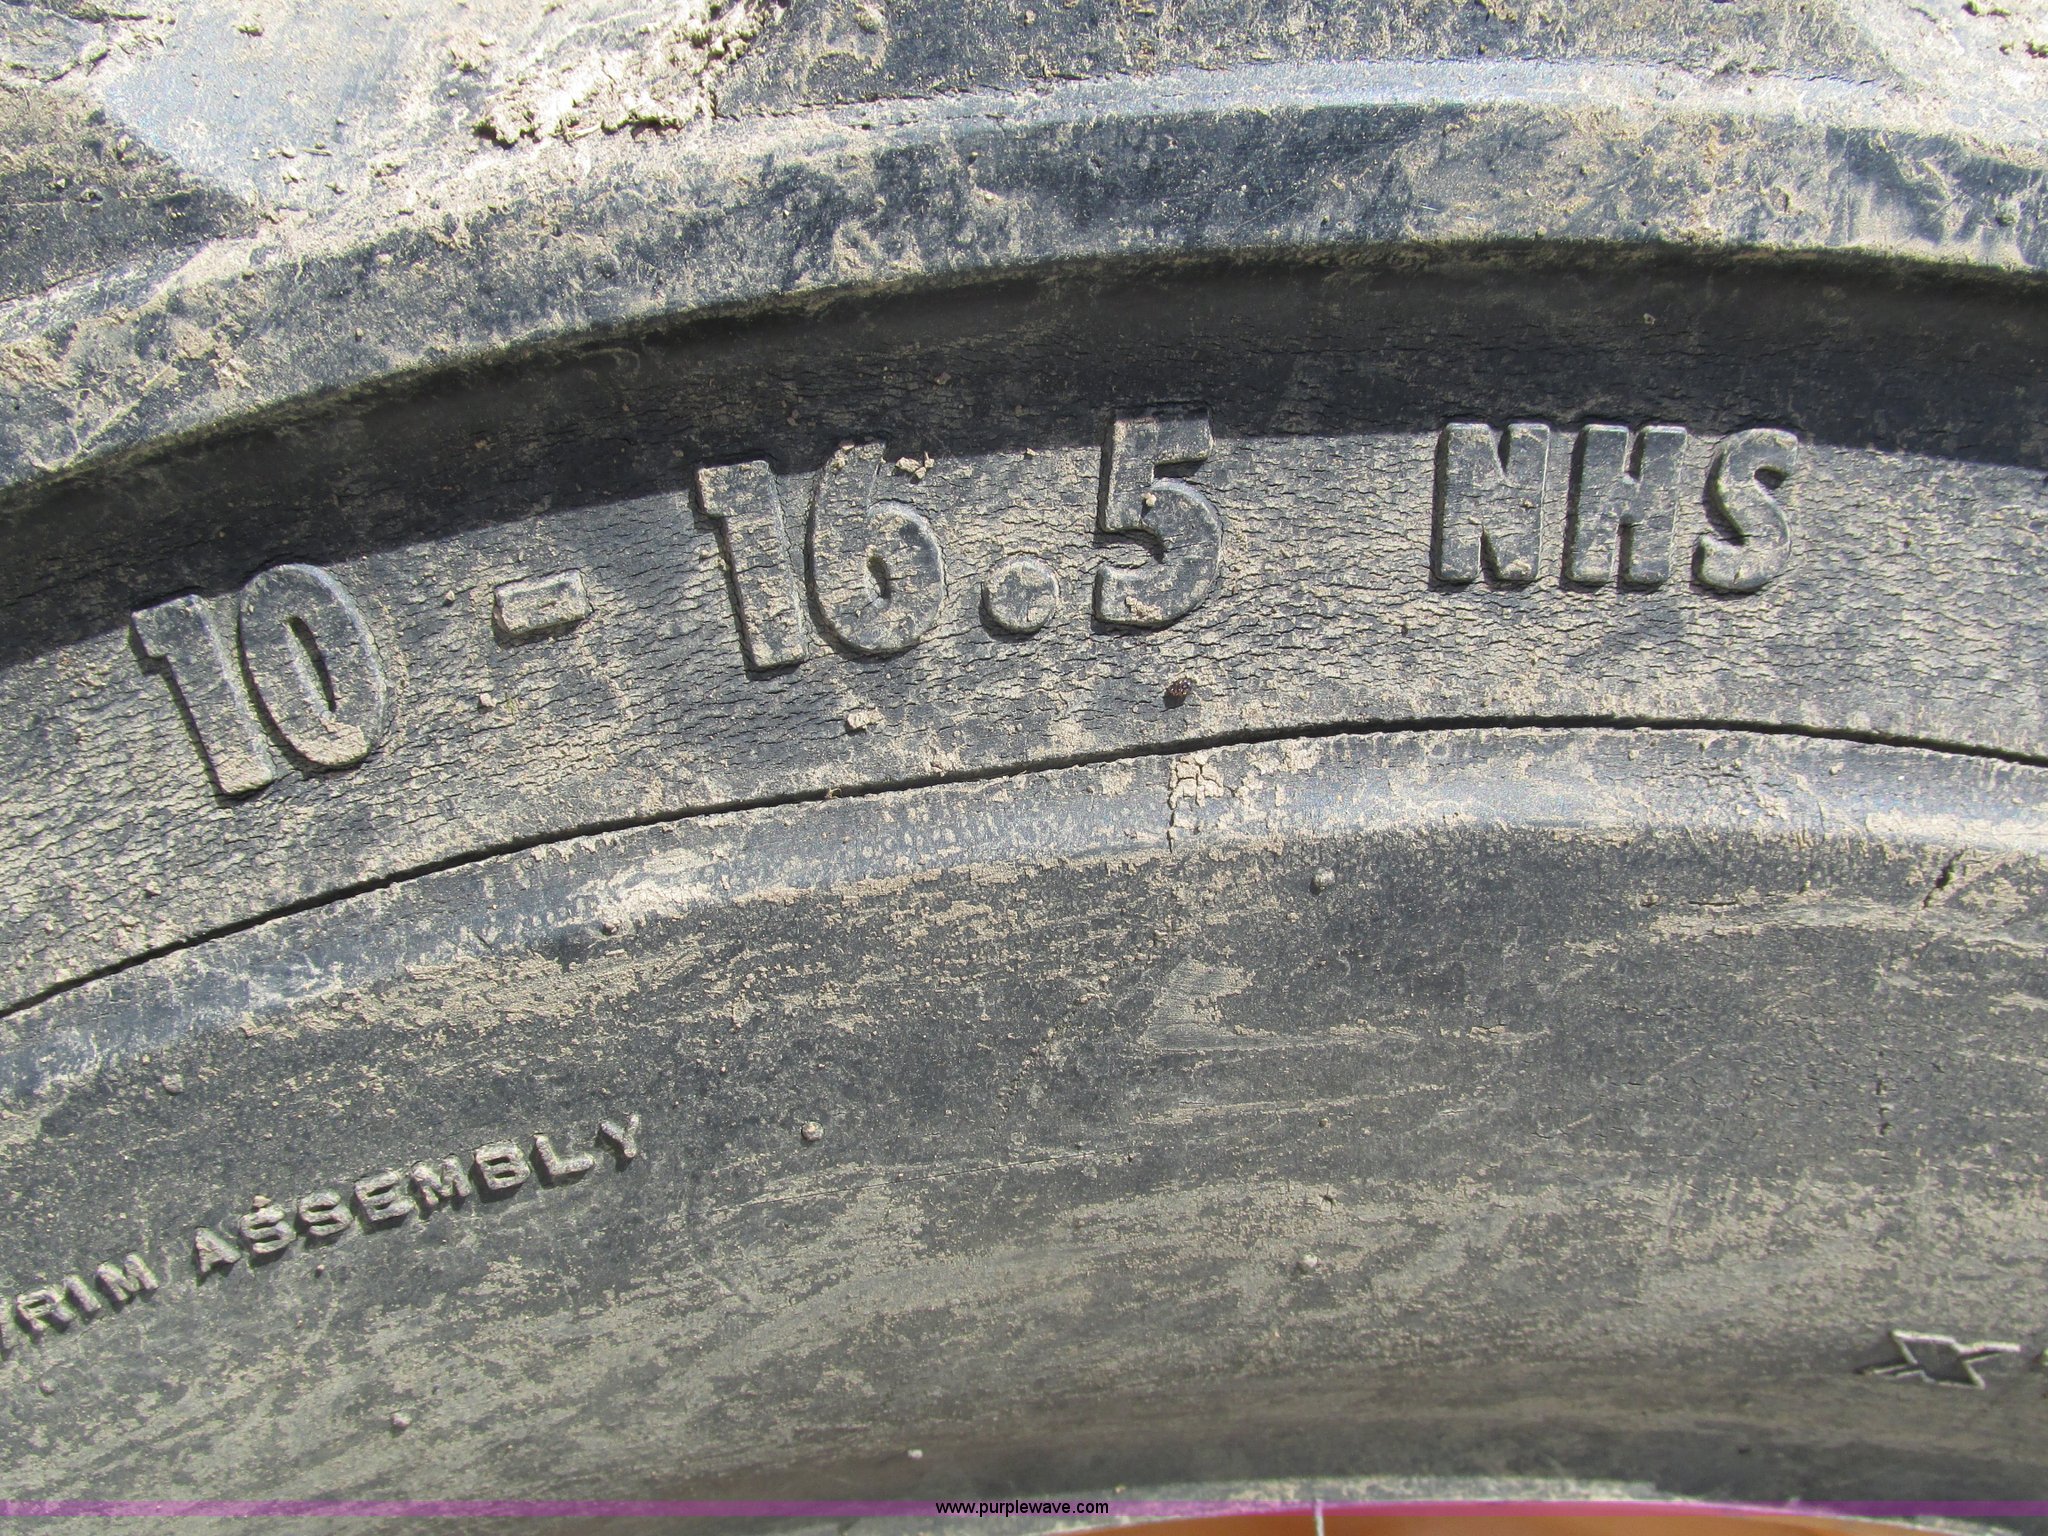 10-16.5 NHS
RIM ASSEMBLY
www.purplewave.com